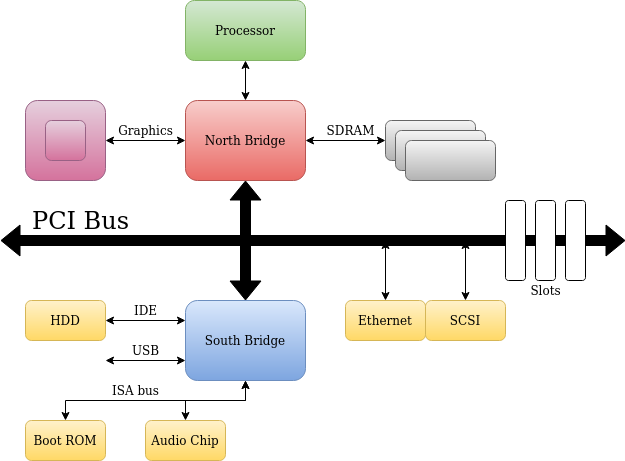 Processor
Graphics
North Bridge
SDRAM
PCI Bus
Slots
HDD
IDE
USB
South Bridge
Ethernet
SCSI
ISA bus
Boot ROM
Audio Chip